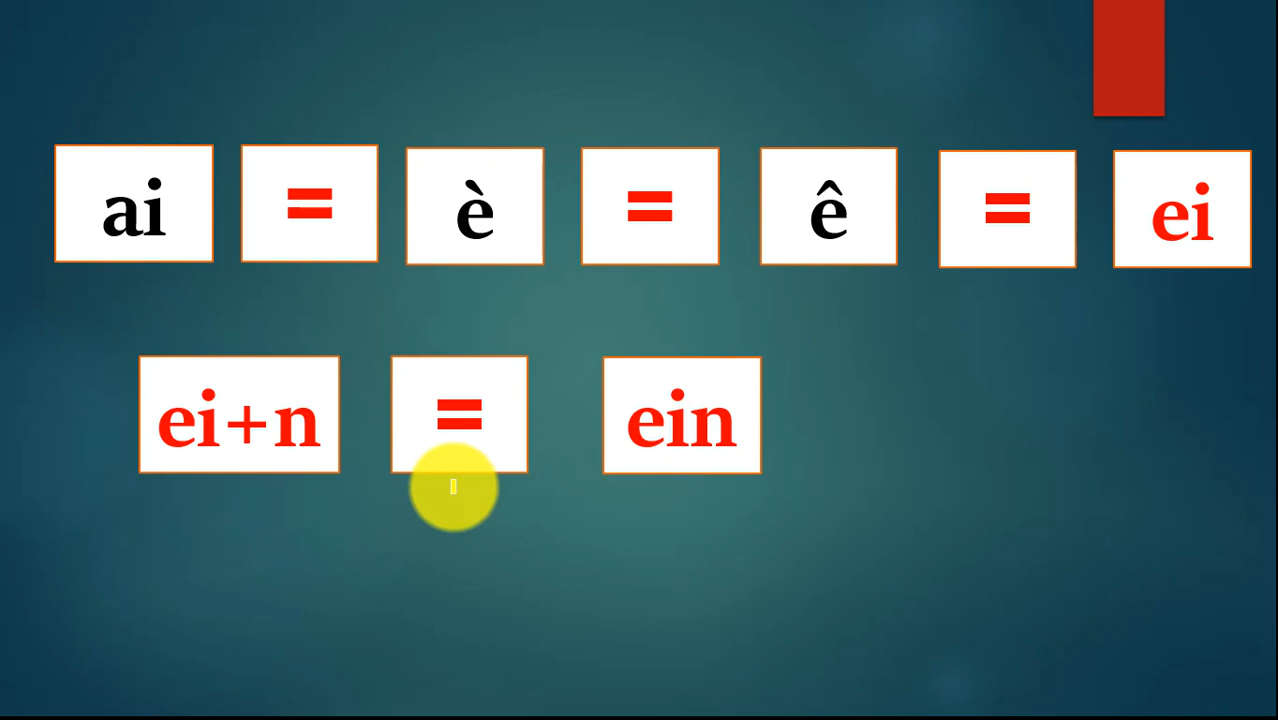 ai = è = ê = ei
ei+n = ein